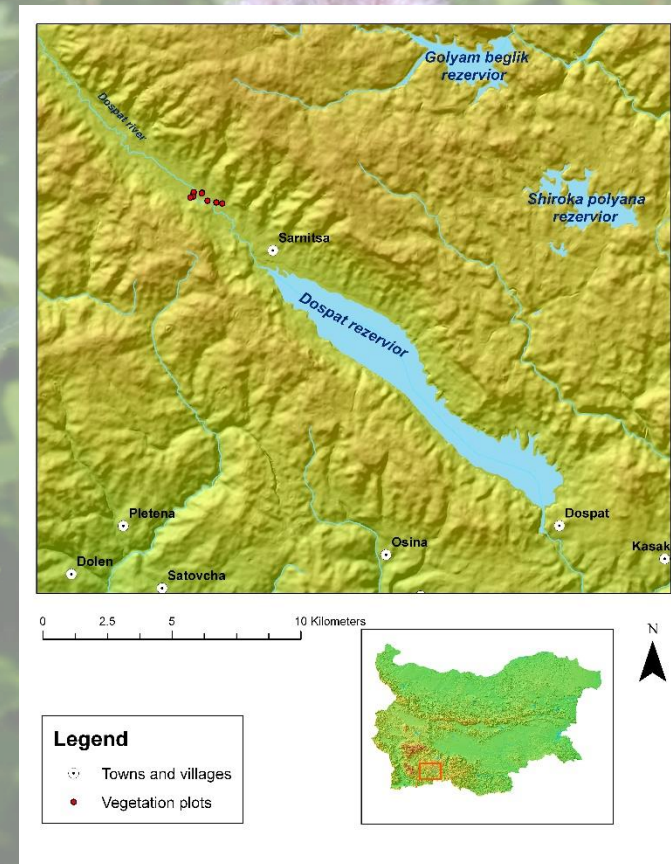 Golyam beglik
rezervior
Dospat river
Shiroka polyana
rezervior
Sarnitsa
Dospat rezervior
Pletena
Dospat
Osina
Kasak
Dolen
Satovcha
0 2.5 5 10 Kilometers
N
Legend
Towns and villages
Vegetation plots